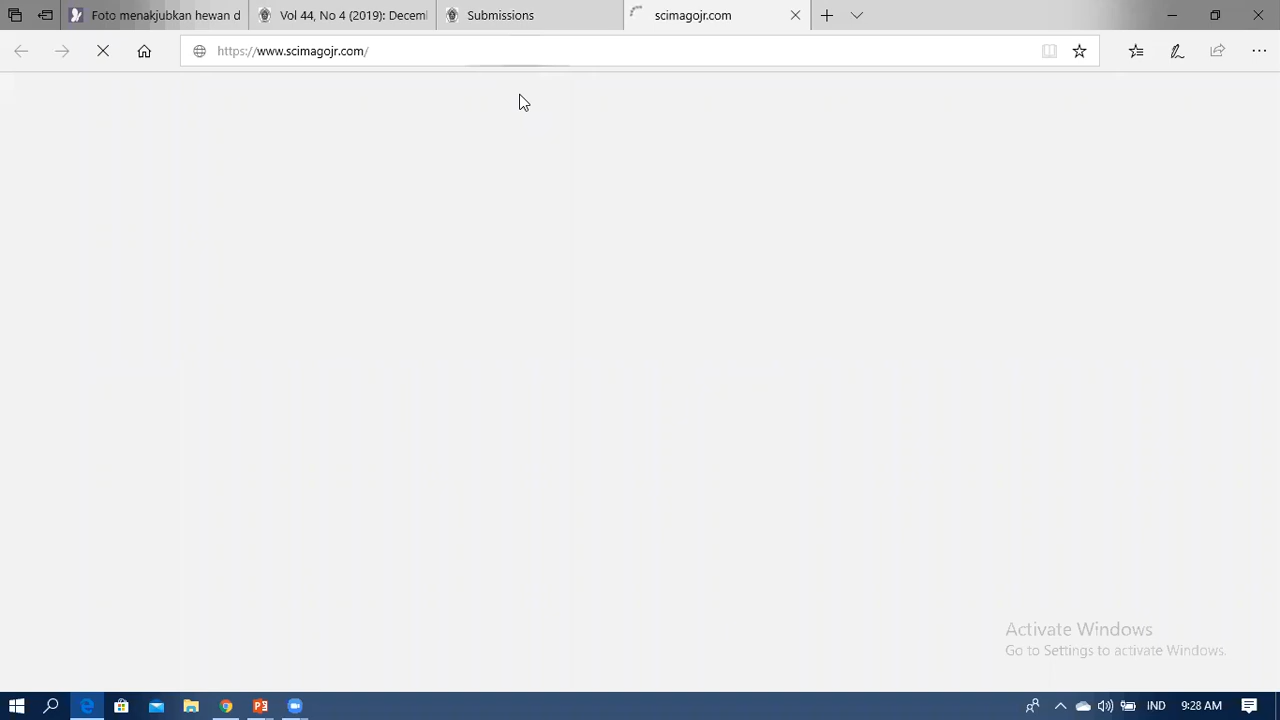 Foto menakjubkan hewan d
Vol 44, No 4 (2019): Decem
Submissions
scimagojr.com
https://www.scimagojr.com/
Activate Windows
Go to Settings to activate Windows.
IND
9:28 AM